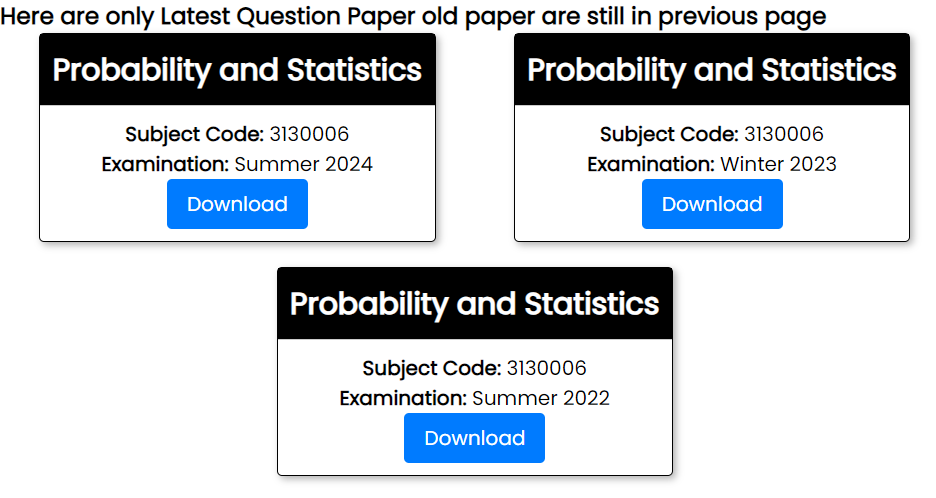 Here are only Latest Question Paper old paper are still in previous page
Probability and Statistics
Subject Code: 3130006
Examination: Summer 2024
Download
Probability and Statistics
Subject Code: 3130006
Examination: Winter 2023
Download
Probability and Statistics
Subject Code: 3130006
Examination: Summer 2022
Download